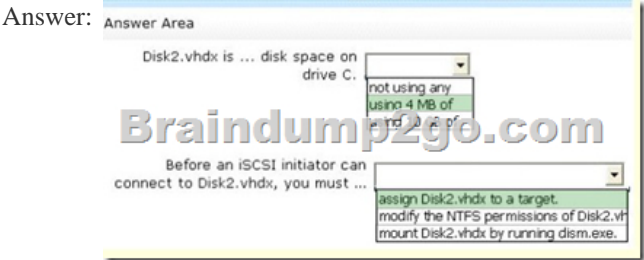 Answer:
Answer Area
Disk2.vhdx is ... disk space on
drive C.
not using any
using 4 MB of
Braindump2go.com
Before an iSCSI initiator can
connect to Disk2.vhdx, you must ...
assign Disk2.vhdx to a target.
modify the NTFS permissions of Disk2.vh
mount Disk2.vhdx by running dism.exe.